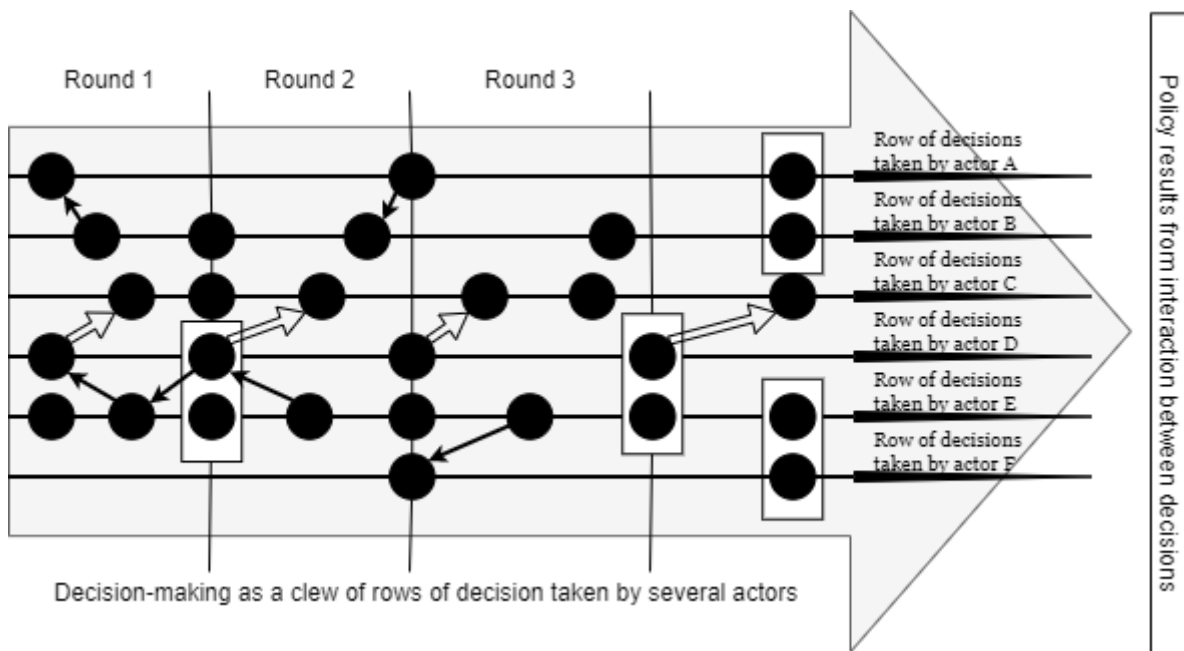 Round 1
Round 2
Round 3
Row of decisions
taken by actor A
Row of decisions
taken by actor B
Row of decisions
taken by actor C
Row of decisions
taken by actor D
Row of decisions
taken by actor E
Row of decisions
taken by actor F
Decision-making as a clew of rows of decision taken by several actors
Policy results from interaction between decisions